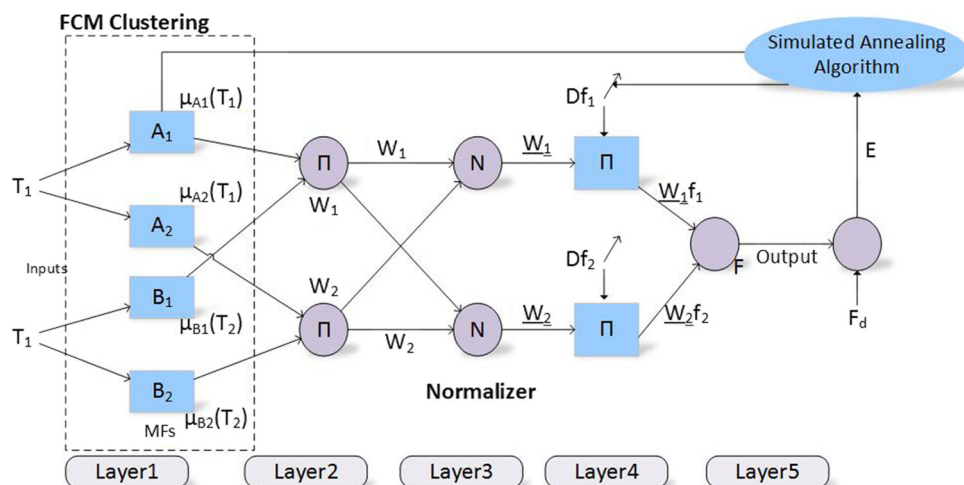 FCM Clustering
Simulated Annealing
Algorithm
μA1(T1)
A1
Df1
E
T1
Π
W1
N
W1
Π
W1
W1f1
μA2(T1)
A2
Inputs
B1
W2
Df2
F
Output
μB1(T2)
T1
Π
W2
N
W2
Π
W2f2
Fd
B2
Normalizer
μB2(T2)
MFs
Layer1
Layer2
Layer3
Layer4
Layer5